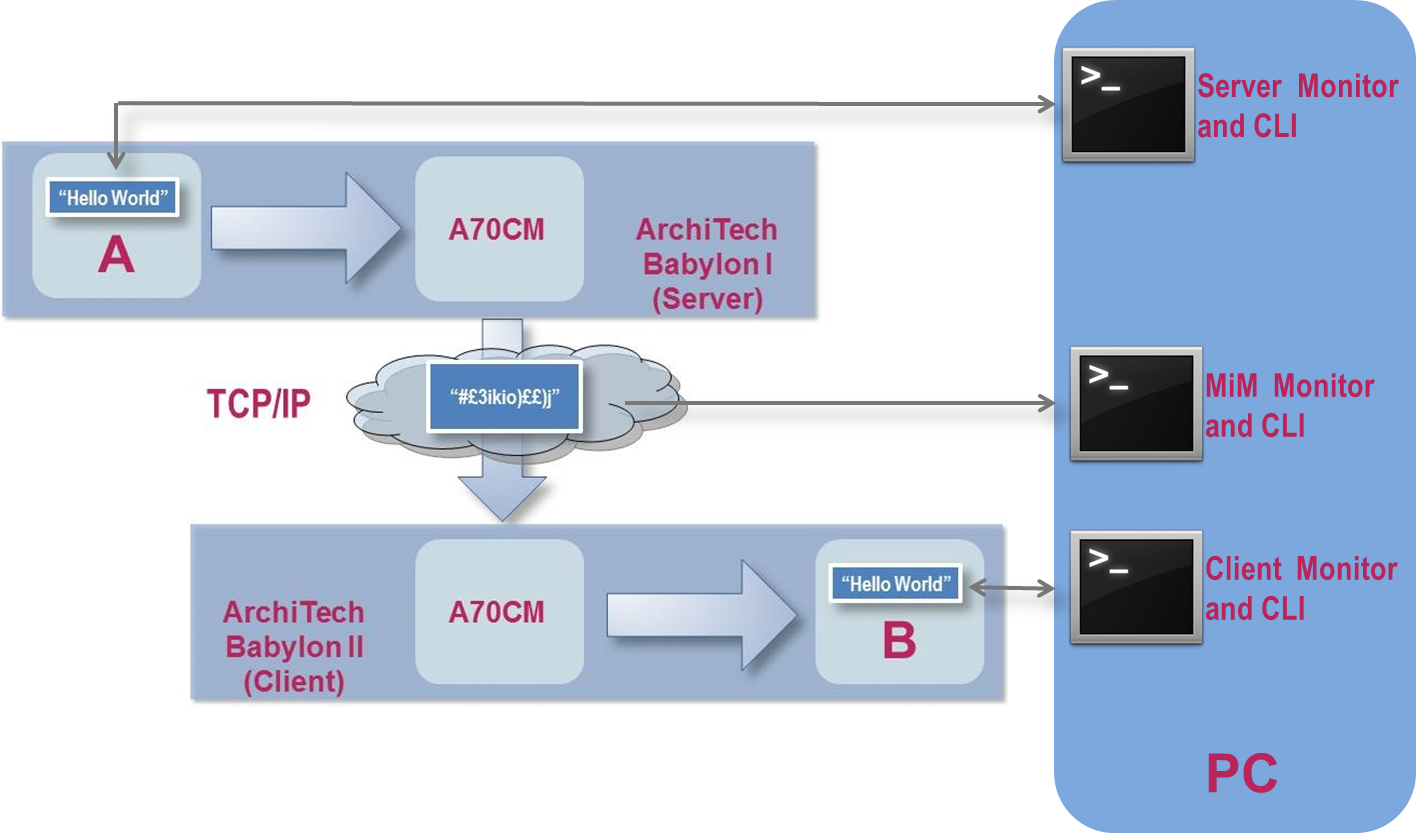 >_
Server Monitor
and CLI
“Hello World”
A
A70CM
ArchiTech
Babylon I
(Server)
TCP/IP
“#£3ikio)££)j”
>_
MiM Monitor
and CLI
ArchiTech
Babylon II
(Client)
A70CM
“Hello World”
B
>_
Client Monitor
and CLI
PC